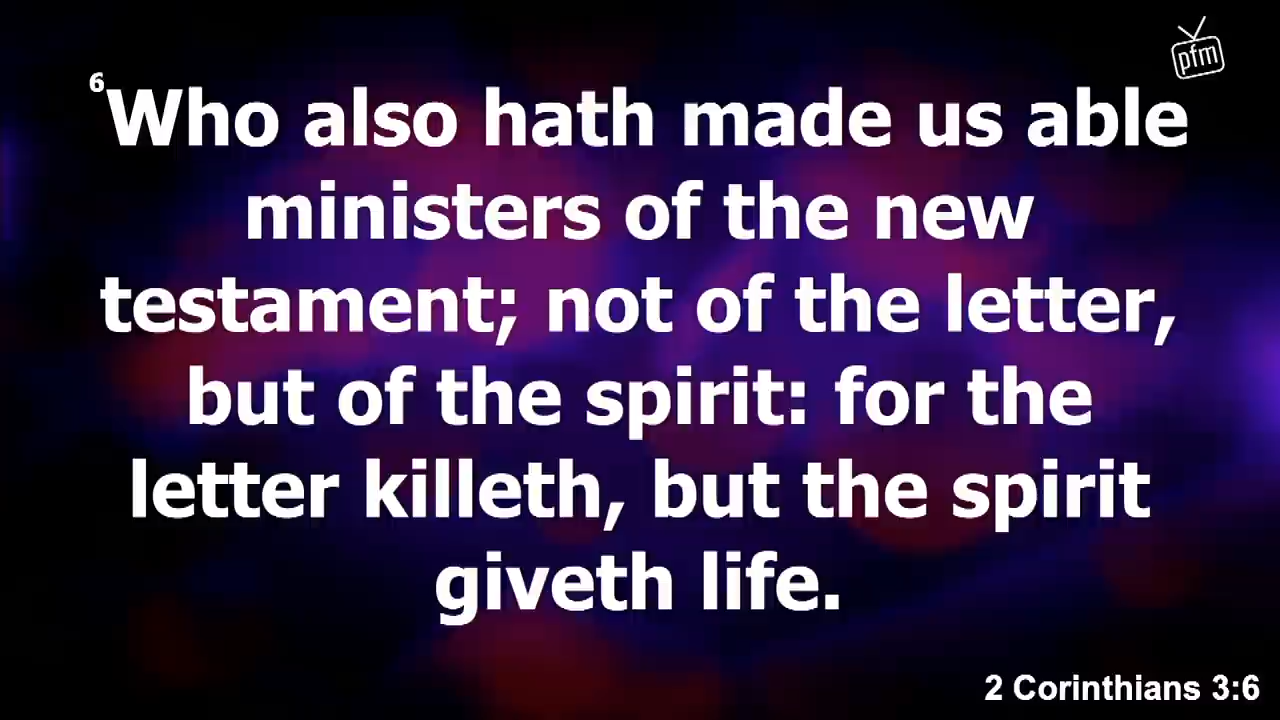 pfm
6Who also hath made us able
ministers of the new
testament; not of the letter,
but of the spirit: for the
letter killeth, but the spirit
giveth life.
2 Corinthians 3:6